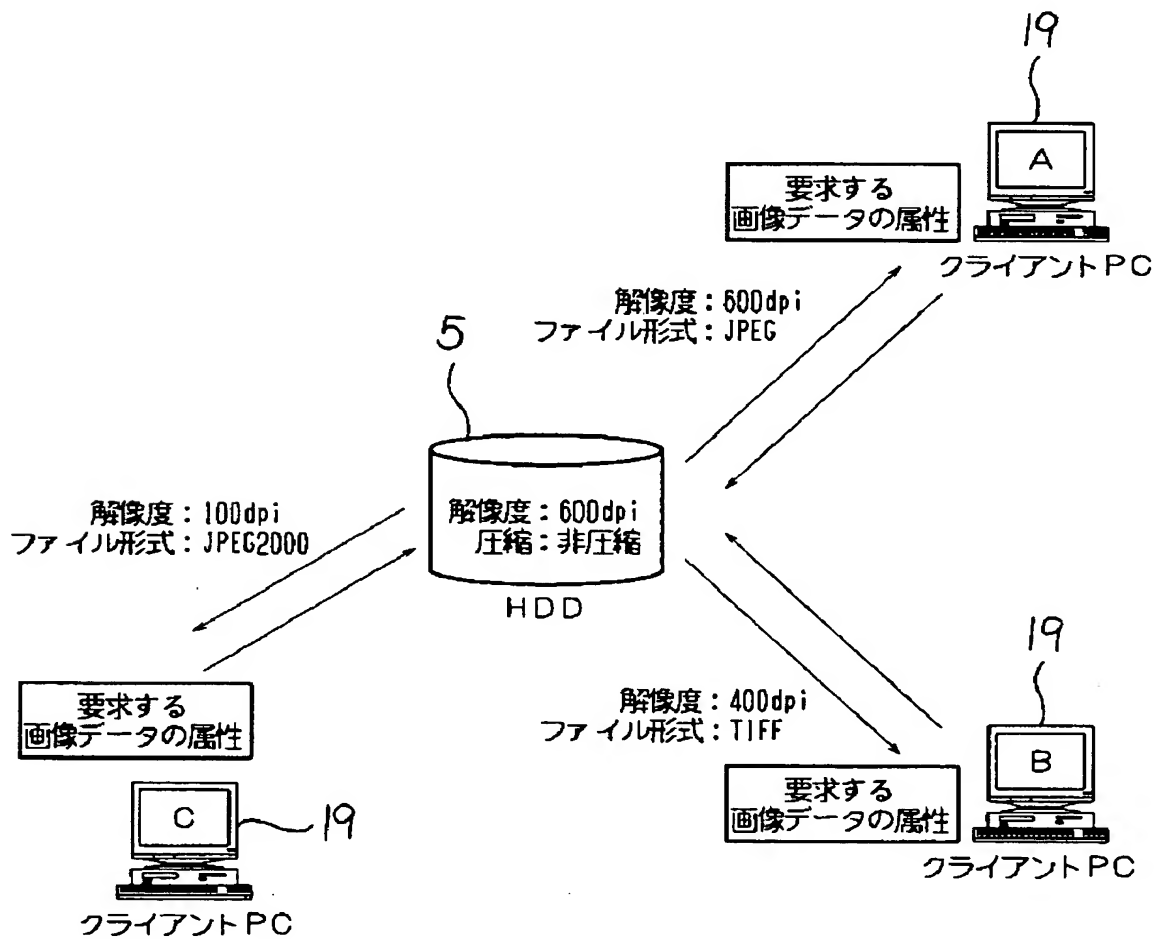 19
A
要求する
画像データの属性
クライアントPC
解像度:600dpi
ファイル形式:JPEG
5
解像度:600dpi
圧縮:非圧縮
HDD
解像度:100dpi
ファイル形式:JPEG2000
要求する
画像データの属性
C
19
クライアントPC
解像度:400dpi
ファイル形式:TIFF
19
B
要求する
画像データの属性
クライアントPC